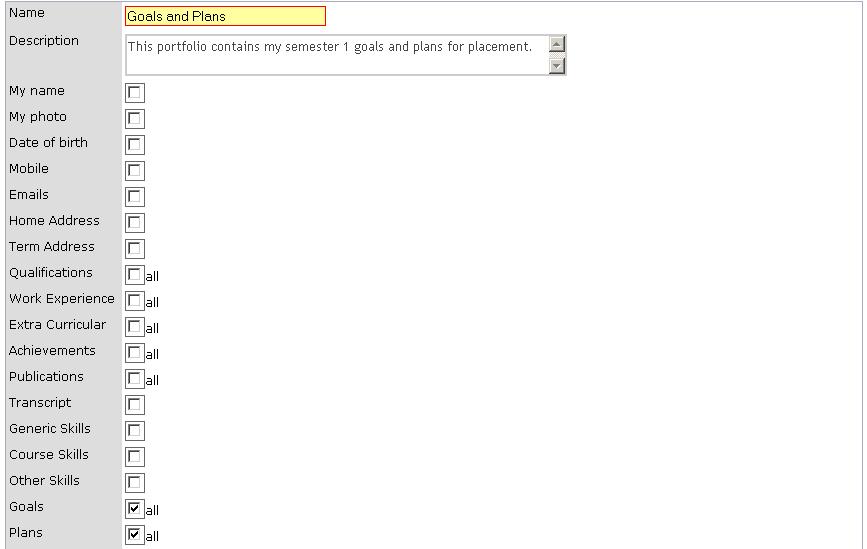 Name Goals and Plans
Description This portfolio contains my semester 1 goals and plans for placement.
My name
My photo
Date of birth
Mobile
Emails
Home Address
Term Address
Qualifications all
Work Experience all
Extra Curricular all
Achievements all
Publications all
Transcript
Generic Skills
Course Skills
Other Skills
Goals all
Plans all